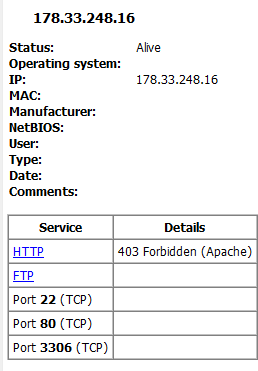 178.33.248.16
Status: Alive
Operating system:
IP: 178.33.248.16
MAC:
Manufacturer:
NetBIOS:
User:
Type:
Date:
Comments:
Service Details
HTTP 403 Forbidden (Apache)
FTP
Port 22 (TCP)
Port 80 (TCP)
Port 3306 (TCP)